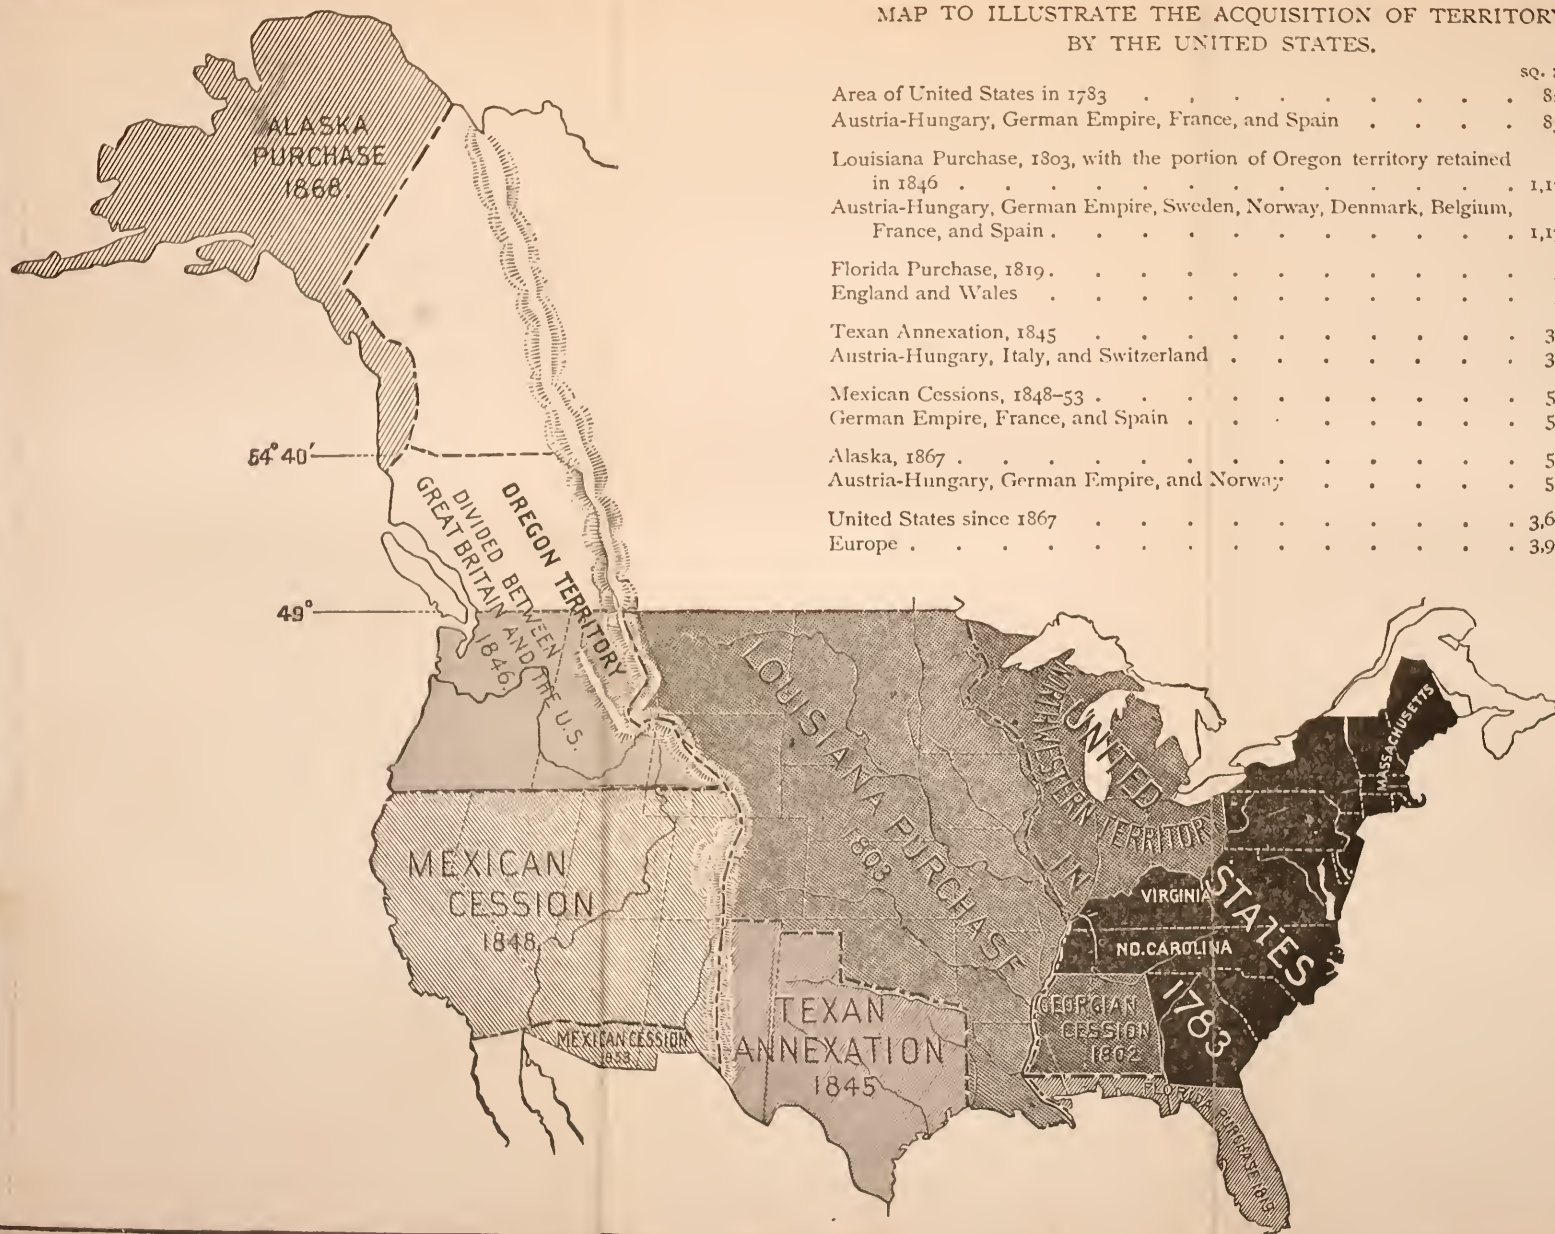 MAP TO ILLUSTRATE THE ACQUISITION OF TERRITORY
BY THE UNITED STATES.
SQ.
Area of United States in 1783
Austria-Hungary, German Empire, France, and Spain
Louisiana Purchase, 1803, with the portion of Oregon territory retained
in 1846
Austria-Hungary, German Empire, Sweden, Norway, Denmark, Belgium,
France, and Spain
Florida Purchase, 1819.
England and Wales
Texan Annexation, 1845
Austria-Hungary, Italy, and Switzerland
Mexican Cessions, 1848–53
German Empire, France, and Spain
Alaska, 1867
Austria-Hungary, German Empire, and Norway
United States since 1867
Europe
ALASKA
PURCHASE
1868.
54° 40′
OREGON TERRITORY
DIVIDED BETWEEN
GREAT BRITAIN AND THE U.S.
1846.
49°
LOUISIANA PURCHASE
1803
UNITED
STATES
IN
1783
NORTH WESTERN TERRITOR
MASSACHUSETTS
VIRGINIA
NO. CAROLINA
MEXICAN
CESSION
1848.
MEXICAN CESSION
1853
TEXAN
ANNEXATION
1845
GEORGIAN
CESSION
1802
FLORIDA PURCHASE 1819